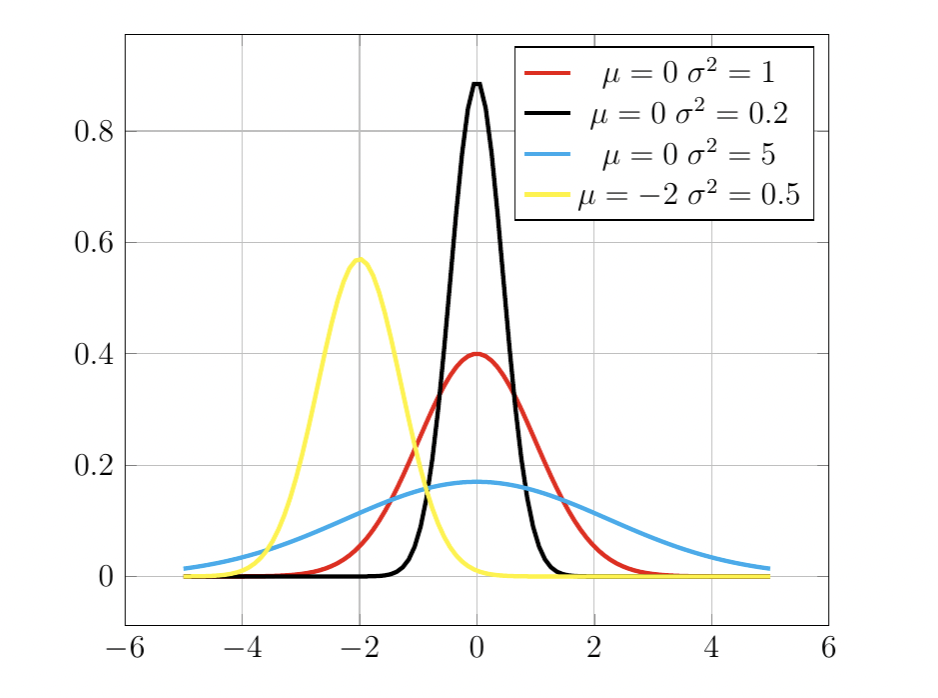 μ = 0 σ² = 1
μ = 0 σ² = 0.2
μ = 0 σ² = 5
μ = −2 σ² = 0.5
0.8
0.6
0.4
0.2
0
−6 −4 −2 0 2 4 6